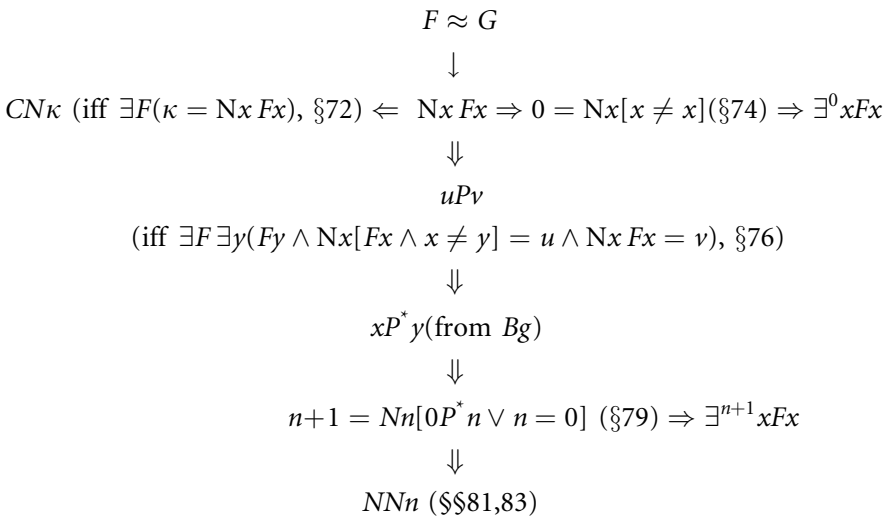 F ≈ G
↓
CNκ (iff ∃F(κ = Nx Fx), §72) ⇐ Nx Fx ⇒ 0 = Nx[x ≠ x](§74) ⇒ ∃⁰xFx
⇓
uPv
(iff ∃F ∃y(Fy ∧ Nx[Fx ∧ x ≠ y] = u ∧ Nx Fx = v), §76)
⇓
xP*y(from Bg)
⇓
n+1 = Nn[0P*n ∨ n = 0] (§79) ⇒ ∃ⁿ⁺¹xFx
⇓
NNn (§§81,83)